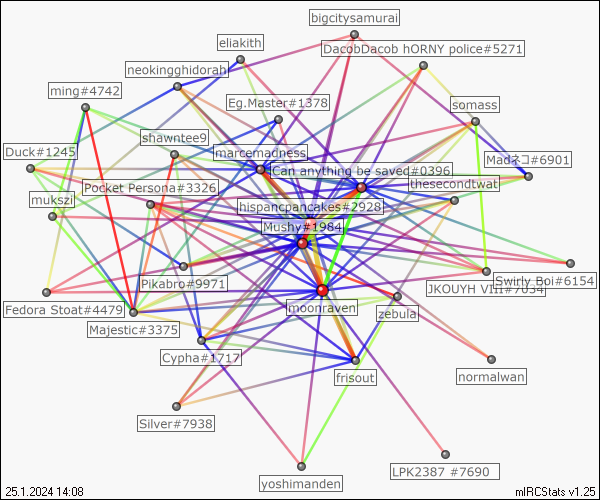 bigcitysamurai
eliakith
DacobDacob hORNY police#5271
neokingghidorah
ming#4742
Eg.Master#1378
somass
shawntee9
Duck#1245
marcemadness
Madネコ#6901
Can anything be saved#0396
Pocket Persona#3326
thesecondtwat
mukszi
hispancpancakes#2928
Mushy#1984
Pikabro#9971
Swirly Boi#6154
JKOUYH VIII#7034
Fedora Stoat#4479
moonraven
zebula
Majestic#3375
Cypha#1717
frisout
normalwan
Silver#7938
LPK2387 #7690
yoshimanden
25.1.2024 14:08
mIRCStats v1.25